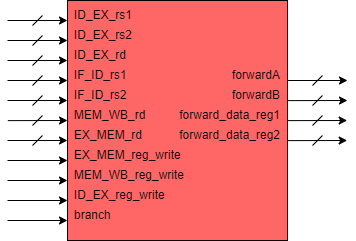 ID_EX_rs1
ID_EX_rs2
ID_EX_rd
IF_ID_rs1 forwardA
IF_ID_rs2 forwardB
MEM_WB_rd forward_data_reg1
EX_MEM_rd forward_data_reg2
EX_MEM_reg_write
MEM_WB_reg_write
ID_EX_reg_write
branch